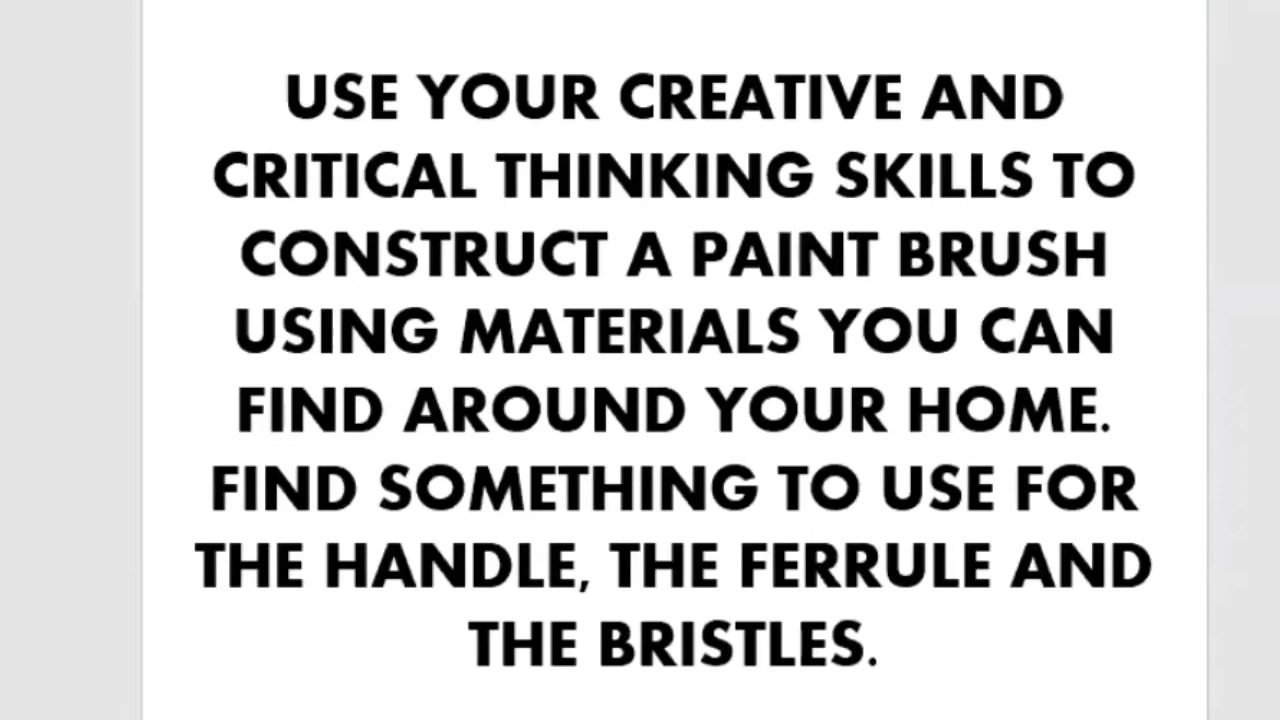 USE YOUR CREATIVE AND
CRITICAL THINKING SKILLS TO
CONSTRUCT A PAINT BRUSH
USING MATERIALS YOU CAN
FIND AROUND YOUR HOME.
FIND SOMETHING TO USE FOR
THE HANDLE, THE FERRULE AND
THE BRISTLES.